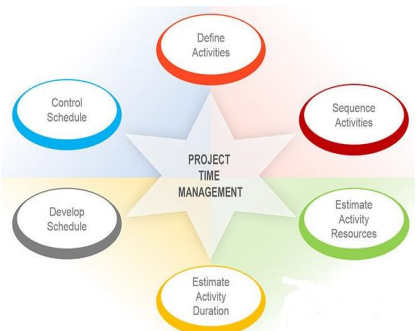 Define
Activities
Sequence
Activities
Estimate
Activity
Resources
Estimate
Activity
Duration
Develop
Schedule
Control
Schedule
PROJECT
TIME
MANAGEMENT